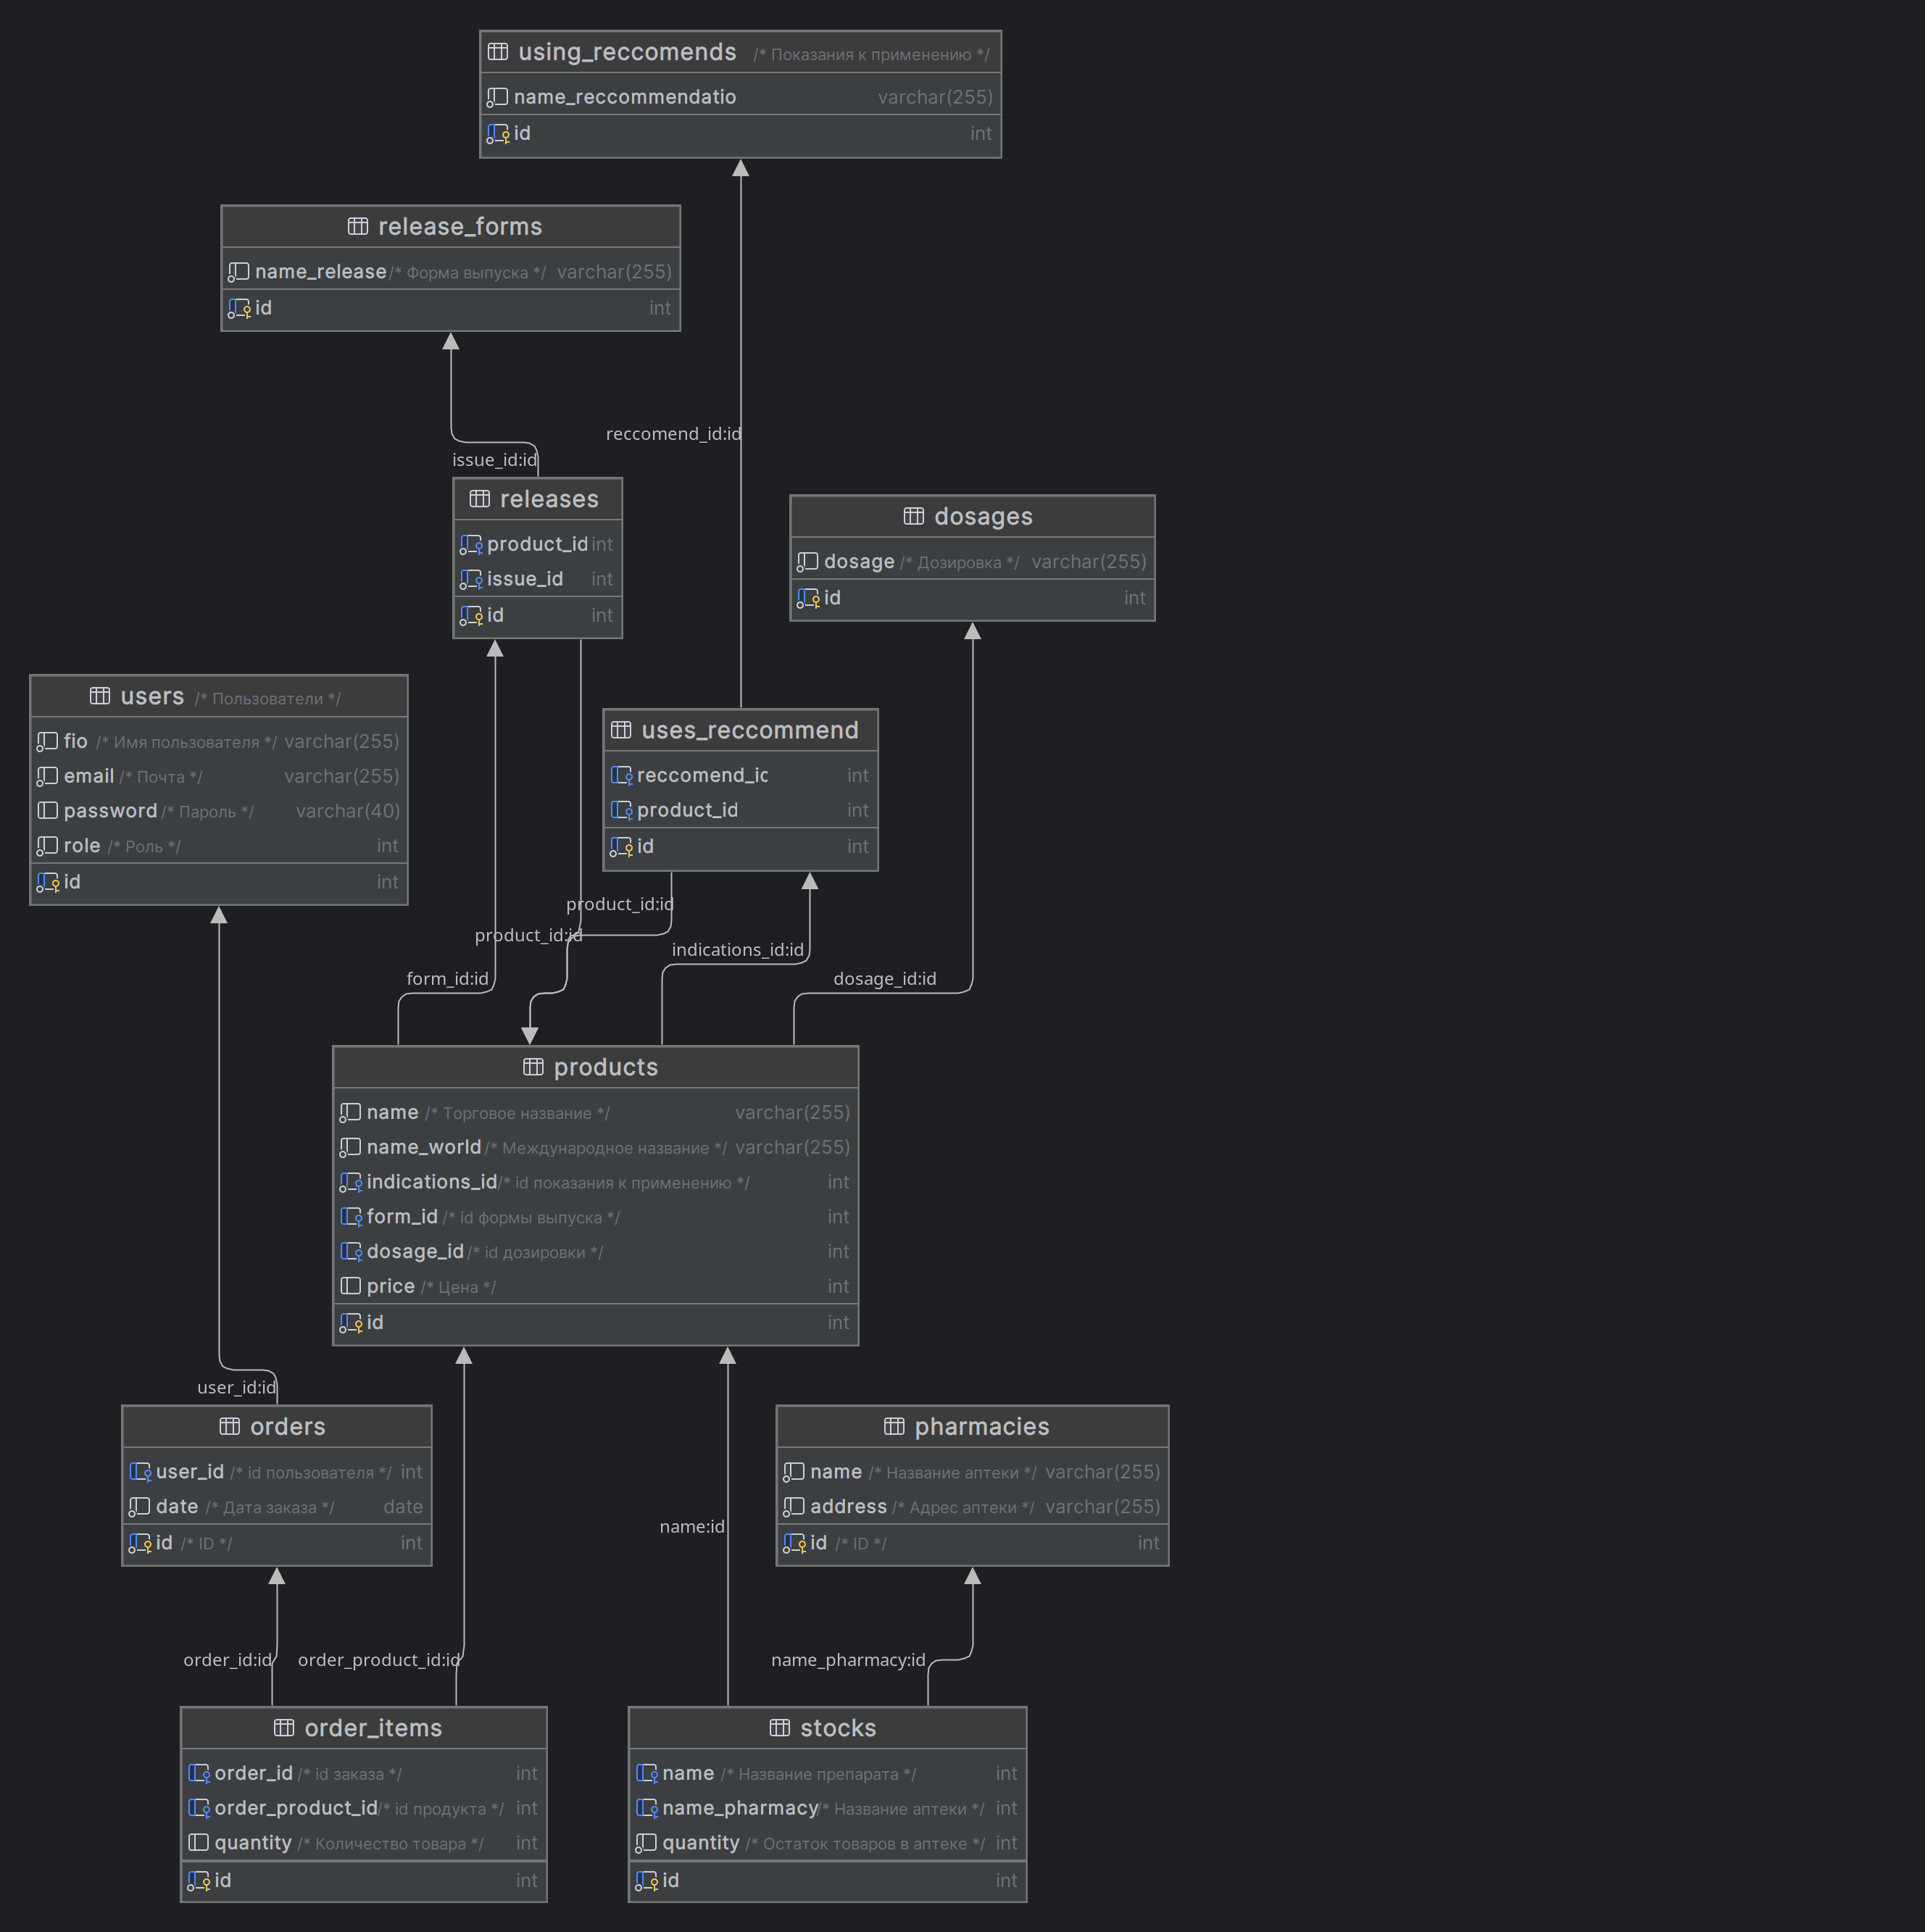 using_reccomends /* Показания к применению */
name_reccommendatio varchar(255)
id int
release_forms
name_release /* Форма выпуска */ varchar(255)
id int
reccomend_id:id
issue_id:id
releases
product_id int
issue_id int
id int
dosages
dosage /* Дозировка */ varchar(255)
id int
users /* Пользователи */
fio /* Имя пользователя */ varchar(255)
email /* Почта */ varchar(255)
password /* Пароль */ varchar(40)
role /* Роль */ int
id int
uses_reccommend
reccomend_id int
product_id int
id int
product_id:id
product_id:id
indications_id:id
form_id:id
dosage_id:id
products
name /* Торговое название */ varchar(255)
name_world /* Международное название */ varchar(255)
indications_id /* id показания к применению */ int
form_id /* id формы выпуска */ int
dosage_id /* id дозировки */ int
price /* Цена */ int
id int
user_id:id
orders
user_id /* id пользователя */ int
date /* Дата заказа */ date
id /* ID */ int
pharmacies
name /* Название аптеки */ varchar(255)
address /* Адрес аптеки */ varchar(255)
id /* ID */ int
name:id
order_id:id
order_product_id:id
name_pharmacy:id
order_items
order_id /* id заказа */ int
order_product_id /* id продукта */ int
quantity /* Количество товара */ int
id int
stocks
name /* Название препарата */ int
name_pharmacy /* Название аптеки */ int
quantity /* Остаток товаров в аптеке */ int
id int